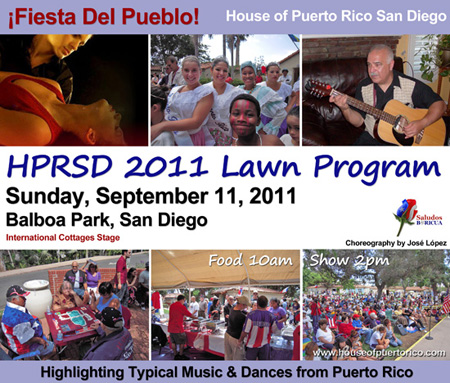 ¡Fiesta Del Pueblo!
House of Puerto Rico San Diego
HPRSD 2011 Lawn Program
Sunday, September 11, 2011
Balboa Park, San Diego
International Cottages Stage
Saludos
BORICUA
Choreography by José López
Food 10am
Show 2pm
www.houseofpuertorico.com
Highlighting Typical Music & Dances from Puerto Rico